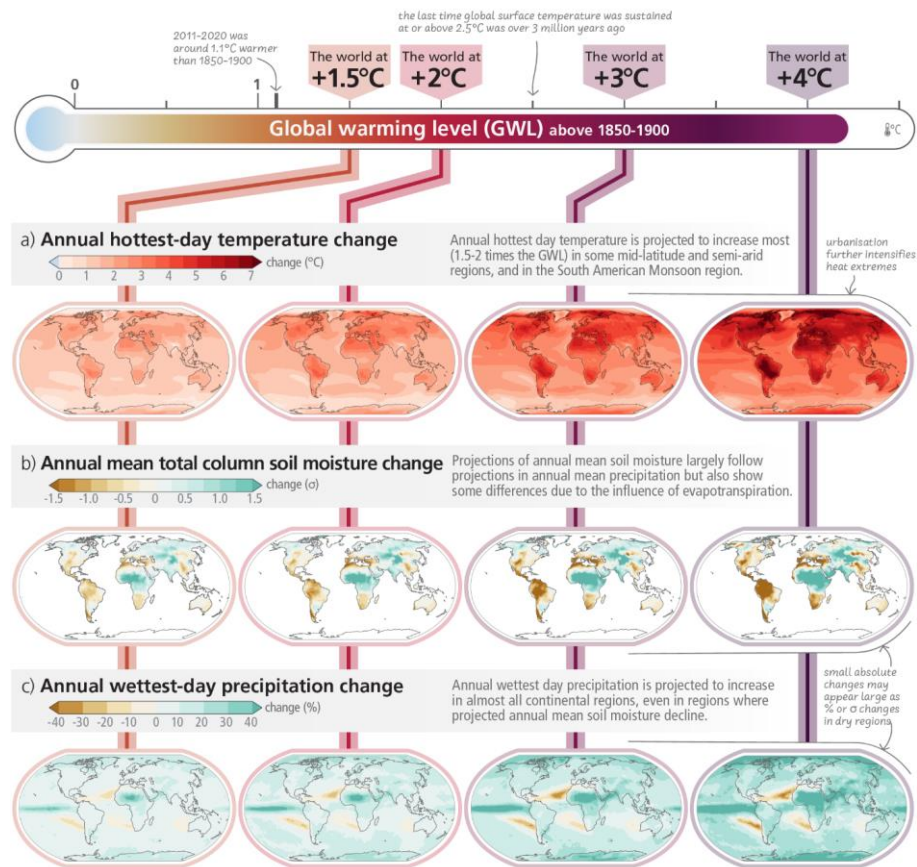 the last time global surface temperature was sustained
at or above 2.5°C was over 3 million years ago
2011-2020 was
around 1.1°C warmer
than 1850-1900
The world at
+1.5°C
The world at
+2°C
The world at
+3°C
The world at
+4°C
0
1
Global warming level (GWL) above 1850-1900
°C
a) Annual hottest-day temperature change
Annual hottest day temperature is projected to increase most
(1.5-2 times the GWL) in some mid-latitude and semi-arid
regions, and in the South American Monsoon region.
change (°C)
0 1 2 3 4 5 6 7
urbanisation
further intensifies
heat extremes
b) Annual mean total column soil moisture change
Projections of annual mean soil moisture largely follow
projections in annual mean precipitation but also show
some differences due to the influence of evapotranspiration.
change (σ)
-1.5 -1.0 -0.5 0 0.5 1.0 1.5
c) Annual wettest-day precipitation change
Annual wettest day precipitation is projected to increase
in almost all continental regions, even in regions where
projected annual mean soil moisture decline.
change (%)
-40 -30 -20 -10 0 10 20 30 40
small absolute
changes may
appear large as
% or σ changes
in dry regions